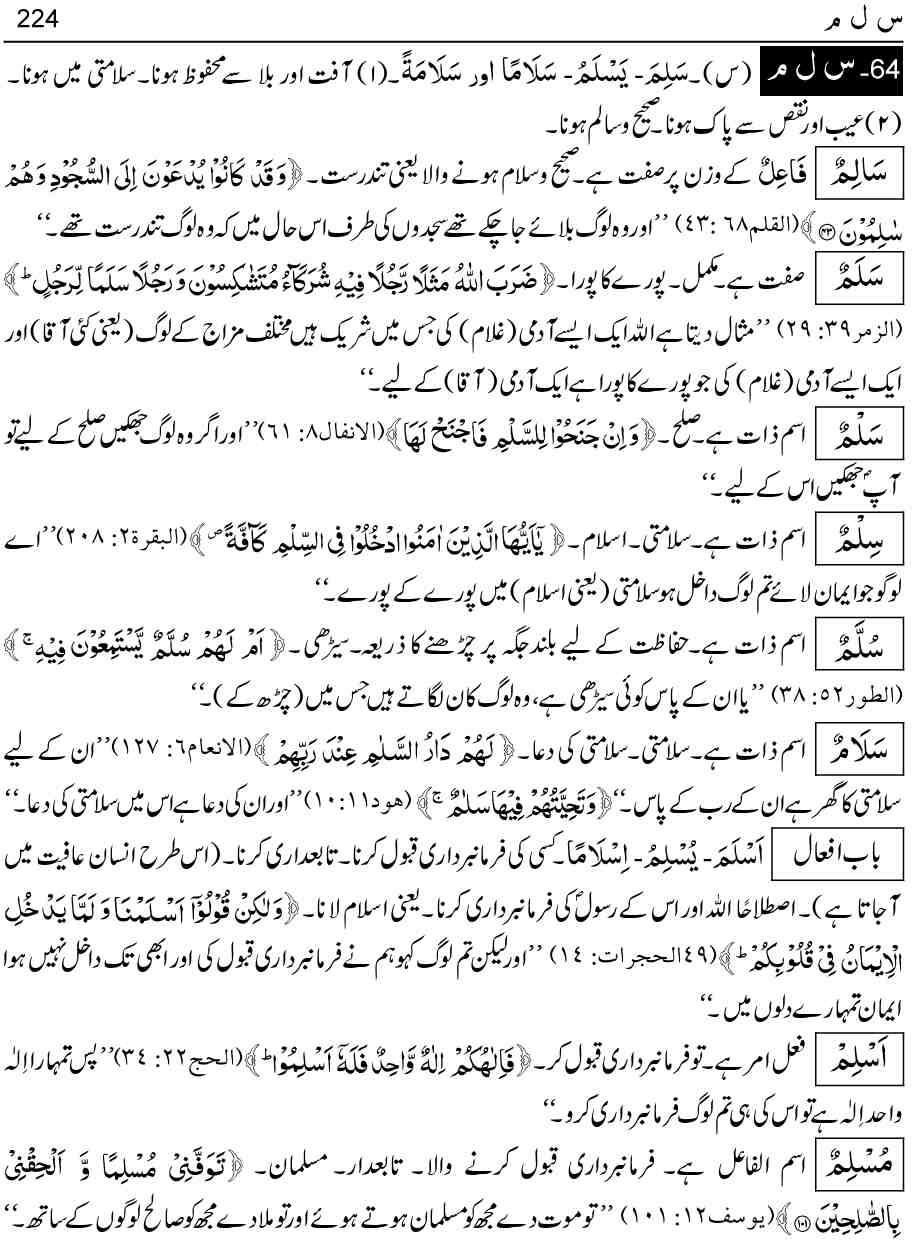 س ل م 224
64۔ س ل م (س)۔ سَلِمَ۔ يَسْلَمُ۔ سَلَامًا اور سَلَامَةً۔ (۱) آفت اور بلا سے محفوظ ہونا۔ سلامتی میں ہونا۔
(۲) عیب اور نقص سے پاک ہونا۔ صحیح و سالم ہونا۔
سَالِمٌ فَاعِلٌ کے وزن پر صفت ہے۔ صحیح وسلام ہونے والا یعنی تندرست۔ ﴿وَقَدْ كَانُوْا يُدْعَوْنَ اِلَى السُّجُوْدِ وَهُمْ
سٰلِمُوْنَ ۝۴۳﴾ (القلم ۶۸: ۴۳) ’’اور وہ لوگ بلائے جا چکے تھے سجدوں کی طرف اس حال میں کہ وہ لوگ تندرست تھے۔‘‘
سَلَمٌ صفت ہے۔ مکمل۔ پورے کا پورا۔ ﴿ضَرَبَ اللّٰهُ مَثَلًا رَّجُلًا فِيْهِ شُرَكَآءُ مُتَشٰكِسُوْنَ وَرَجُلًا سَلَمًا لِّرَجُلٍ ؕ﴾
(الزمر ۳۹: ۲۹) ’’مثال دیتا ہے اللہ ایک ایسے آدمی (غلام) کی جس میں شریک ہیں مختلف مزاج کے لوگ (یعنی کئی آقا) اور
ایک ایسے آدمی (غلام) کی جو پورے کا پورا ہے ایک آدمی (آقا) کے لیے۔‘‘
سَلْمٌ اسم ذات ہے۔ صلح۔ ﴿وَاِنْ جَنَحُوْا لِلسَّلْمِ فَاجْنَحْ لَهَا﴾ (الانفال ۸: ۶۱) ’’اور اگر وہ لوگ جھکیں صلح کے لیے تو
آپؐ جھکیں اس کے لیے۔‘‘
سِلْمٌ اسم ذات ہے۔ سلامتی۔ اسلام۔ ﴿يٰۤاَيُّهَا الَّذِيْنَ اٰمَنُوا ادْخُلُوْا فِى السِّلْمِ كَآفَّةً ۖ﴾ (البقرة ۲: ۲۰۸) ’’اے
لوگو جو ایمان لائے تم لوگ داخل ہو سلامتی (یعنی اسلام) میں پورے کے پورے۔‘‘
سُلَّمٌ اسم ذات ہے۔ حفاظت کے لیے بلند جگہ پر چڑھنے کا ذریعہ۔ سیڑھی۔ ﴿اَمْ لَهُمْ سُلَّمٌ يَّسْتَمِعُوْنَ فِيْهِ ۚ﴾
(الطور ۵۲: ۳۸) ’’یا ان کے پاس کوئی سیڑھی ہے، وہ لوگ کان لگاتے ہیں جس میں (چڑھ کے)۔‘‘
سَلَامٌ اسم ذات ہے۔ سلامتی۔ سلامتی کی دعا۔ ﴿لَهُمْ دَارُ السَّلٰمِ عِنْدَ رَبِّهِمْ﴾ (الانعام ۶: ۱۲۷) ’’ان کے لیے
سلامتی کا گھر ہے ان کے رب کے پاس۔‘‘ ﴿وَتَحِيَّتُهُمْ فِيْهَا سَلٰمٌ ۚ﴾ (هود ۱۱: ۱۰) ’’اور ان کی دعا ہے اس میں سلامتی کی دعا۔‘‘
باب افعال اَسْلَمَ۔ يُسْلِمُ۔ اِسْلَامًا۔ کسی کی فرمانبرداری قبول کرنا۔ تابعداری کرنا۔ (اس طرح انسان عافیت میں
آ جاتا ہے)۔ اصطلاحًا اللہ اور اس کے رسولؐ کی فرمانبرداری کرنا۔ یعنی اسلام لانا۔ ﴿وَلٰكِنْ قُوْلُوْۤا اَسْلَمْنَا وَلَمَّا يَدْخُلِ
الْاِيْمَانُ فِىْ قُلُوْبِكُمْ ؕ﴾ (۴۹الحجرات: ۱۴) ’’اور لیکن تم لوگ کہو ہم نے فرمانبرداری قبول کی اور ابھی تک داخل نہیں ہوا
ایمان تمہارے دلوں میں۔‘‘
اَسْلِمْ فعل امر ہے۔ تو فرمانبرداری قبول کر۔ ﴿فَاِلٰهُكُمْ اِلٰهٌ وَّاحِدٌ فَلَهٗۤ اَسْلِمُوْا ؕ﴾ (الحج ۲۲: ۳۴) ’’پس تمہارا الٰہ
واحد الٰہ ہے تو اس کی ہی تم لوگ فرمانبرداری کرو۔‘‘
مُسْلِمٌ اسم الفاعل ہے۔ فرمانبرداری قبول کرنے والا۔ تابعدار۔ مسلمان۔ ﴿تَوَفَّنِىْ مُسْلِمًا وَّ اَلْحِقْنِىْ
بِالصّٰلِحِيْنَ ۝۱۰۱﴾ (يوسف ۱۲: ۱۰۱) ’’تو موت دے مجھ کو مسلمان ہوتے ہوئے اور تو ملا دے مجھ کو صالح لوگوں کے ساتھ۔‘‘